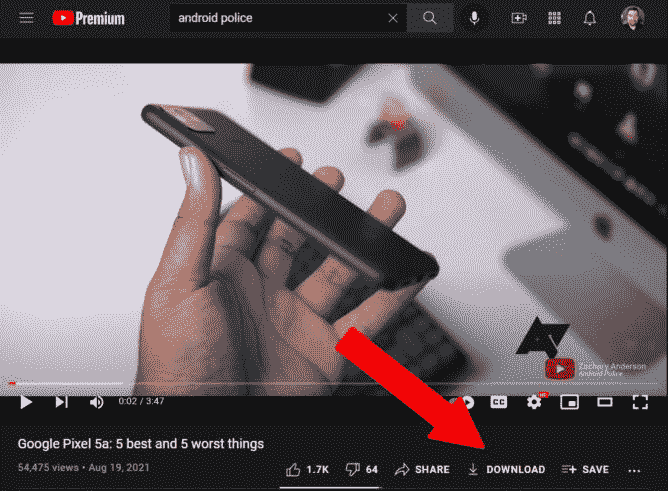 Premium
android police
Zachary Anderson
Android Police
0:02 / 3:47
CC
Google Pixel 5a: 5 best and 5 worst things
54,475 views • Aug 19, 2021
1.7K
64
SHARE
DOWNLOAD
SAVE